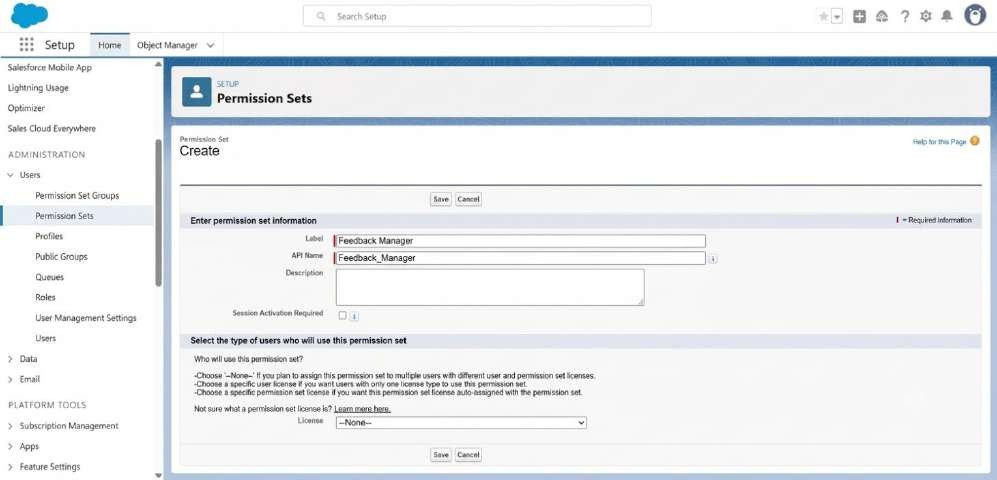 Search Setup
Setup
Home
Object Manager
Salesforce Mobile App
Lightning Usage
Optimizer
Sales Cloud Everywhere
ADMINISTRATION
Users
Permission Set Groups
Permission Sets
Profiles
Public Groups
Queues
Roles
User Management Settings
Users
Data
Email
PLATFORM TOOLS
Subscription Management
Apps
Feature Settings
SETUP
Permission Sets
Permission Set
Create
Help for this Page
Save Cancel
Enter permission set information
= Required Information
Label Feedback Manager
API Name Feedback_Manager
Description
Session Activation Required
Select the type of users who will use this permission set
Who will use this permission set?
-Choose '--None--' If you plan to assign this permission set to multiple users with different user and permission set licenses.
-Choose a specific user license if you want users with only one license type to use this permission set.
-Choose a specific permission set license if you want this permission set license auto-assigned with the permission set.
Not sure what a permission set license is? Learn more here.
License --None--
Save Cancel